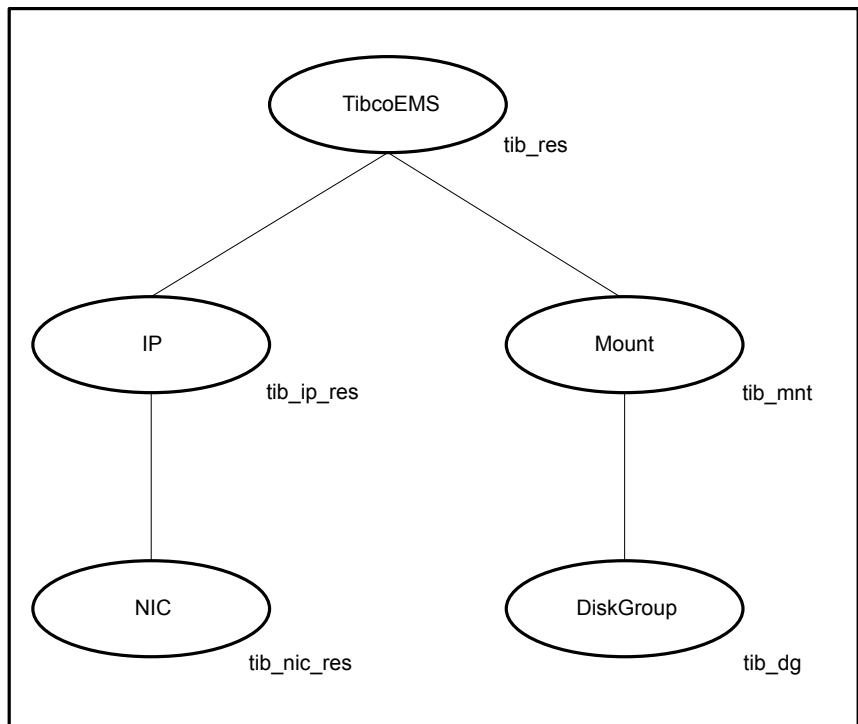 TibcoEMS
tib_res
IP
Mount
tib_ip_res
tib_mnt
NIC
DiskGroup
tib_nic_res
tib_dg